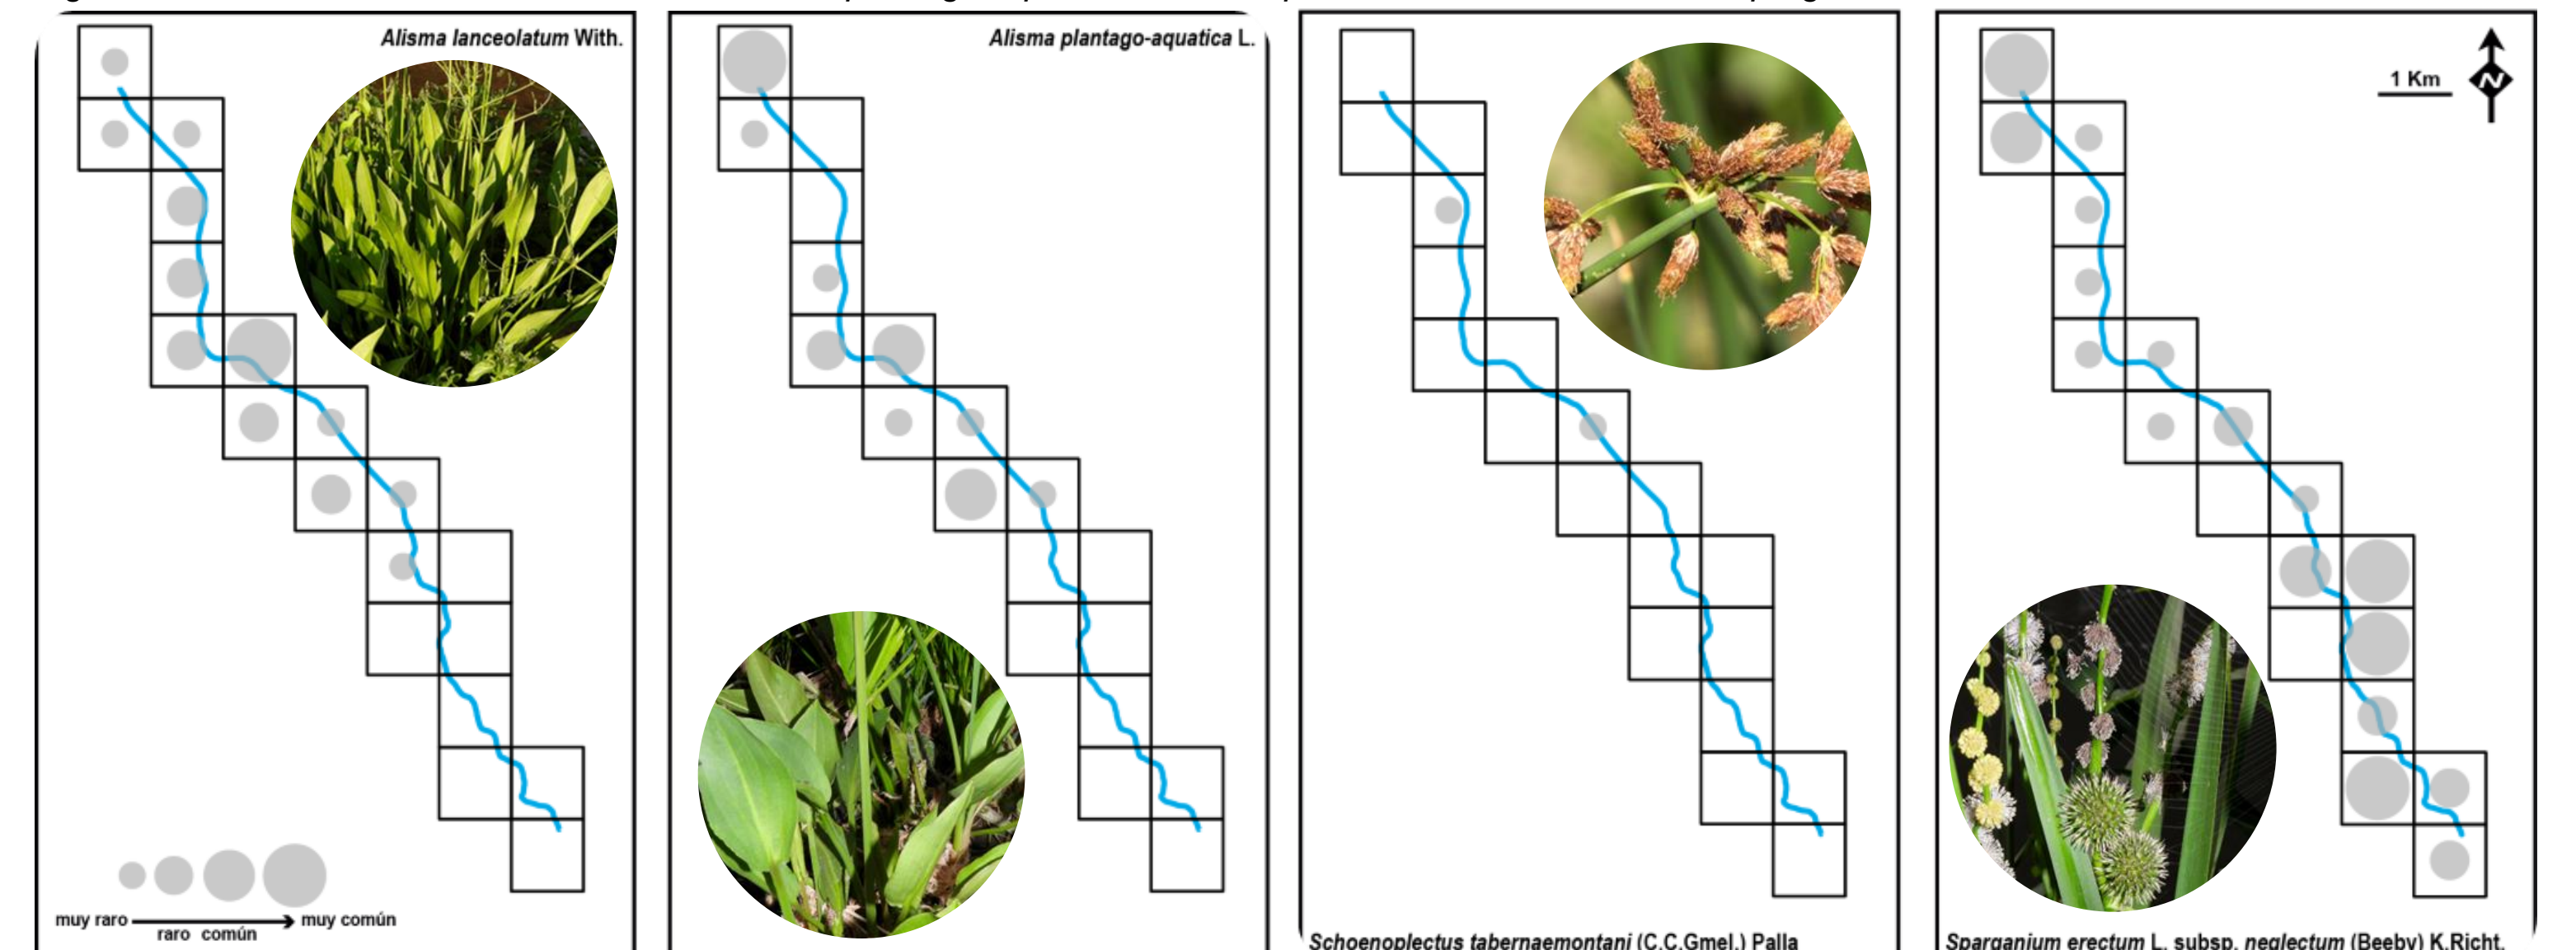 Alisma lanceolatum With.
Alisma plantago-aquatica L.
1 Km
N
muy raro muy común
raro común
Schoenoplectus tabernaemontani (C.C.Gmel.) Palla
Sparganium erectum L. subsp. neglectum (Beeby) K.Richt.